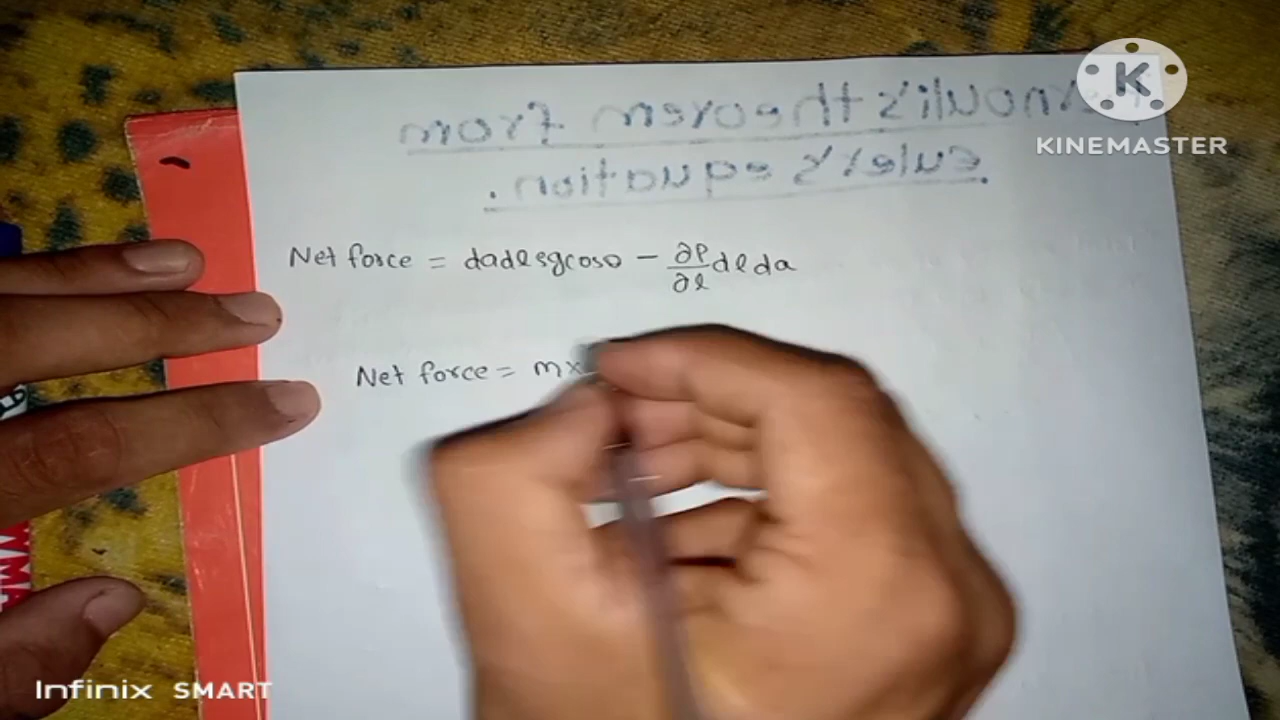 Bernoulli's theorem from
Euler's equation.
K
KINEMASTER
Net force = dadlρgcosθ − ∂P/∂l dlda
Net force = m×
Infinix SMART